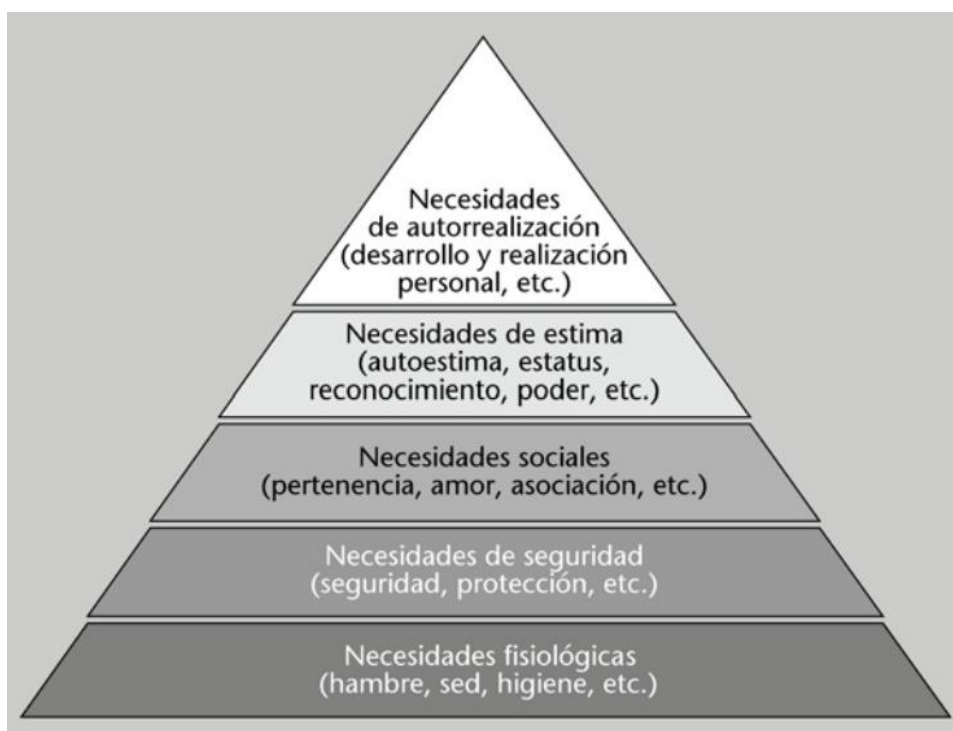 Necesidades
de autorrealización
(desarrollo y realización
personal, etc.)
Necesidades de estima
(autoestima, estatus,
reconocimiento, poder, etc.)
Necesidades sociales
(pertenencia, amor, asociación, etc.)
Necesidades de seguridad
(seguridad, protección, etc.)
Necesidades fisiológicas
(hambre, sed, higiene, etc.)